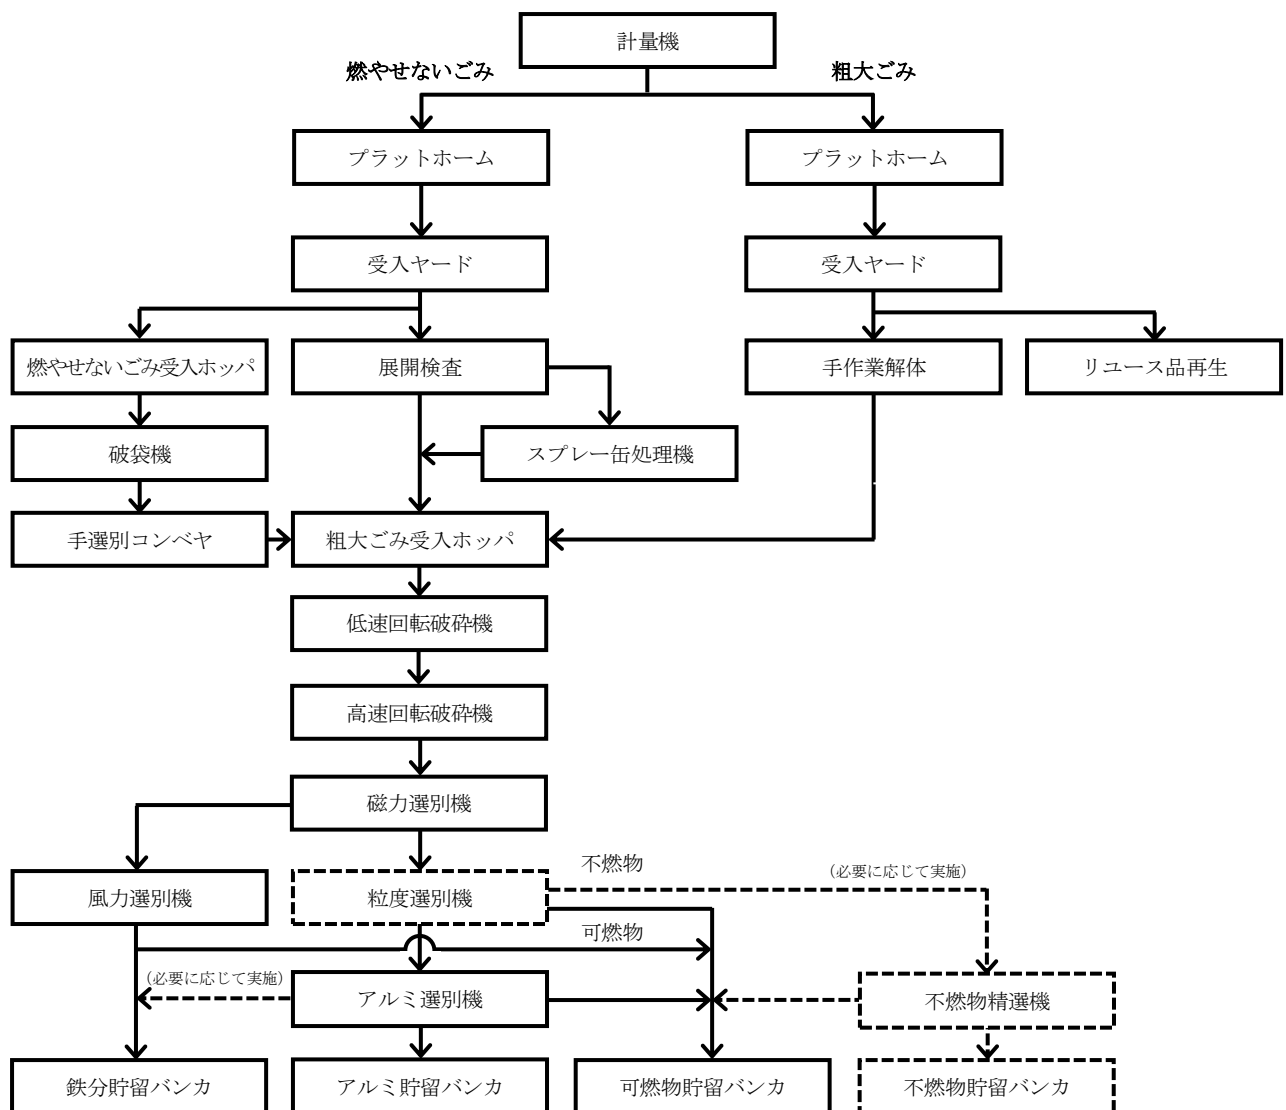 計量機
燃やせないごみ
粗大ごみ
プラットホーム
プラットホーム
受入ヤード
受入ヤード
燃やせないごみ受入ホッパ
展開検査
手作業解体
リユース品再生
破袋機
スプレー缶処理機
手選別コンベヤ
粗大ごみ受入ホッパ
低速回転破砕機
高速回転破砕機
磁力選別機
不燃物
(必要に応じて実施)
風力選別機
粒度選別機
可燃物
(必要に応じて実施)
アルミ選別機
不燃物精選機
鉄分貯留バンカ
アルミ貯留バンカ
可燃物貯留バンカ
不燃物貯留バンカ